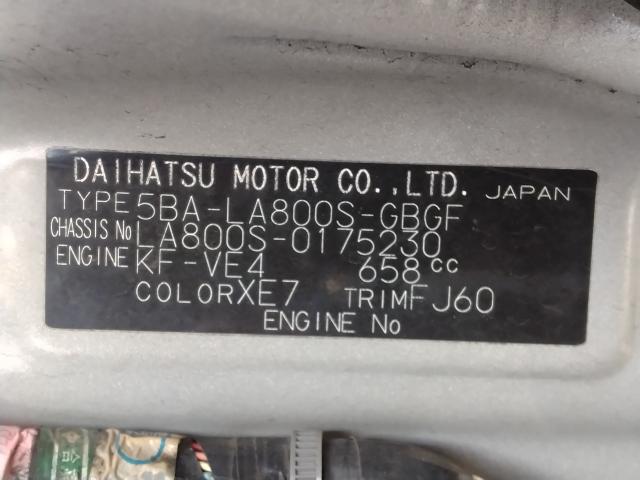 DAIHATSU MOTOR CO.,LTD. JAPAN
TYPE 5BA-LA800S-GBGF
CHASSIS No LA800S-0175230
ENGINE KF-VE4 658cc
COLOR XE7 TRIM FJ60
ENGINE No